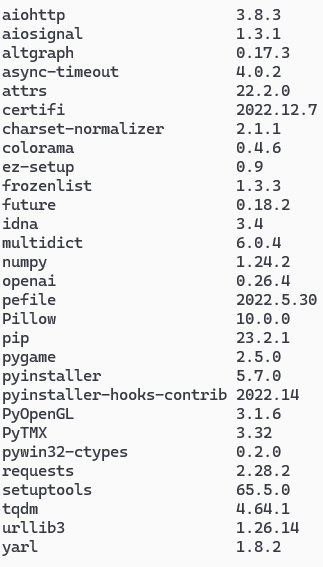 aiohttp 3.8.3
aiosignal 1.3.1
altgraph 0.17.3
async-timeout 4.0.2
attrs 22.2.0
certifi 2022.12.7
charset-normalizer 2.1.1
colorama 0.4.6
ez-setup 0.9
frozenlist 1.3.3
future 0.18.2
idna 3.4
multidict 6.0.4
numpy 1.24.2
openai 0.26.4
pefile 2022.5.30
Pillow 10.0.0
pip 23.2.1
pygame 2.5.0
pyinstaller 5.7.0
pyinstaller-hooks-contrib 2022.14
PyOpenGL 3.1.6
PyTMX 3.32
pywin32-ctypes 0.2.0
requests 2.28.2
setuptools 65.5.0
tqdm 4.64.1
urllib3 1.26.14
yarl 1.8.2